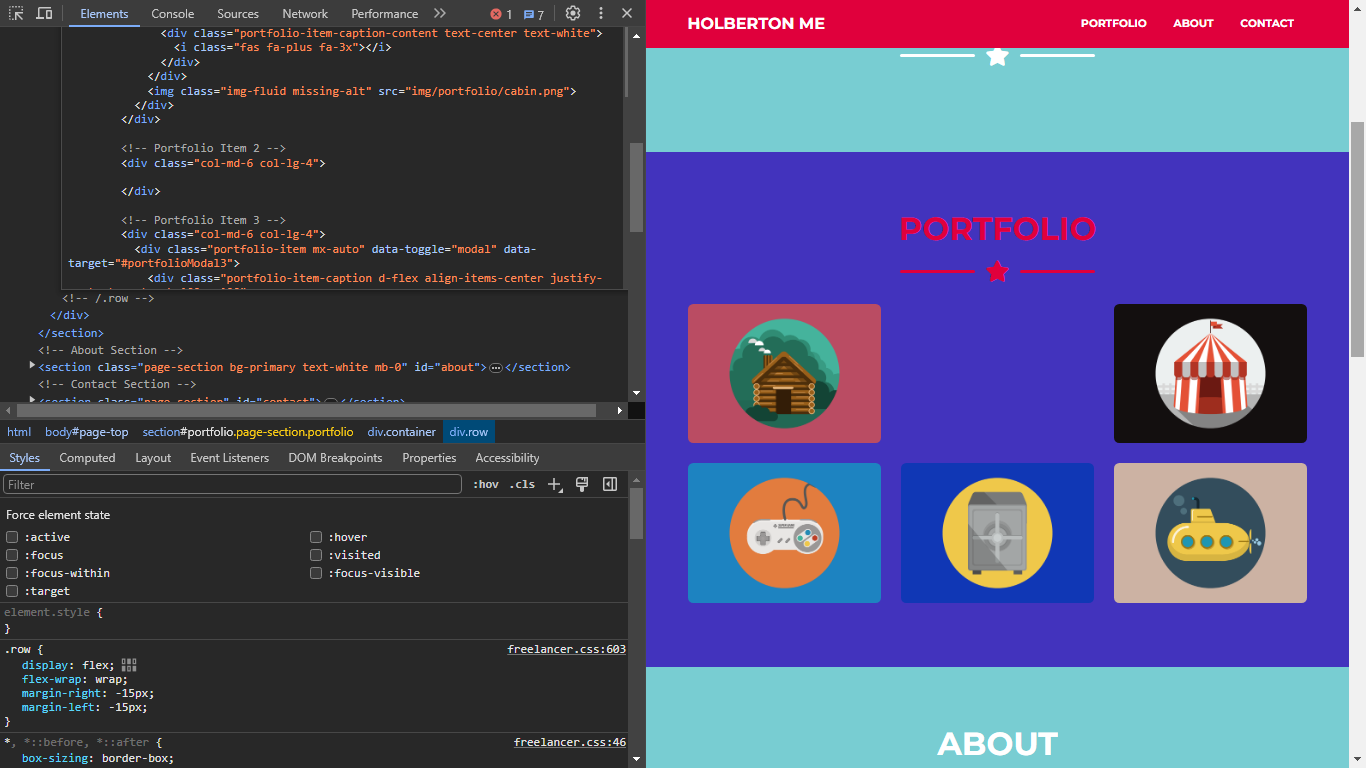 Elements Console Sources Network Performance 1 7
<div class="portfolio-item-caption-content text-center text-white">
<i class="fas fa-plus fa-3x"></i>
</div>
</div>
<img class="img-fluid missing-alt" src="img/portfolio/cabin.png">
</div>
</div>
<!-- Portfolio Item 2 -->
<div class="col-md-6 col-lg-4">
</div>
<!-- Portfolio Item 3 -->
<div class="col-md-6 col-lg-4">
<div class="portfolio-item mx-auto" data-toggle="modal" data-
target="#portfolioModal3">
<div class="portfolio-item-caption d-flex align-items-center justify-
<!-- /.row -->
</div>
</section>
<!-- About Section -->
<section class="page-section bg-primary text-white mb-0" id="about">…</section>
<!-- Contact Section -->
<section class="page-section" id="contact">…</section>
html body#page-top section#portfolio.page-section.portfolio div.container div.row
Styles Computed Layout Event Listeners DOM Breakpoints Properties Accessibility
Filter :hov .cls
Force element state
:active :hover
:focus :visited
:focus-within :focus-visible
:target
element.style {
}
.row { freelancer.css:603
display: flex;
flex-wrap: wrap;
margin-right: -15px;
margin-left: -15px;
}
*, *::before, *::after { freelancer.css:46
box-sizing: border-box;
HOLBERTON ME PORTFOLIO ABOUT CONTACT
PORTFOLIO
ABOUT